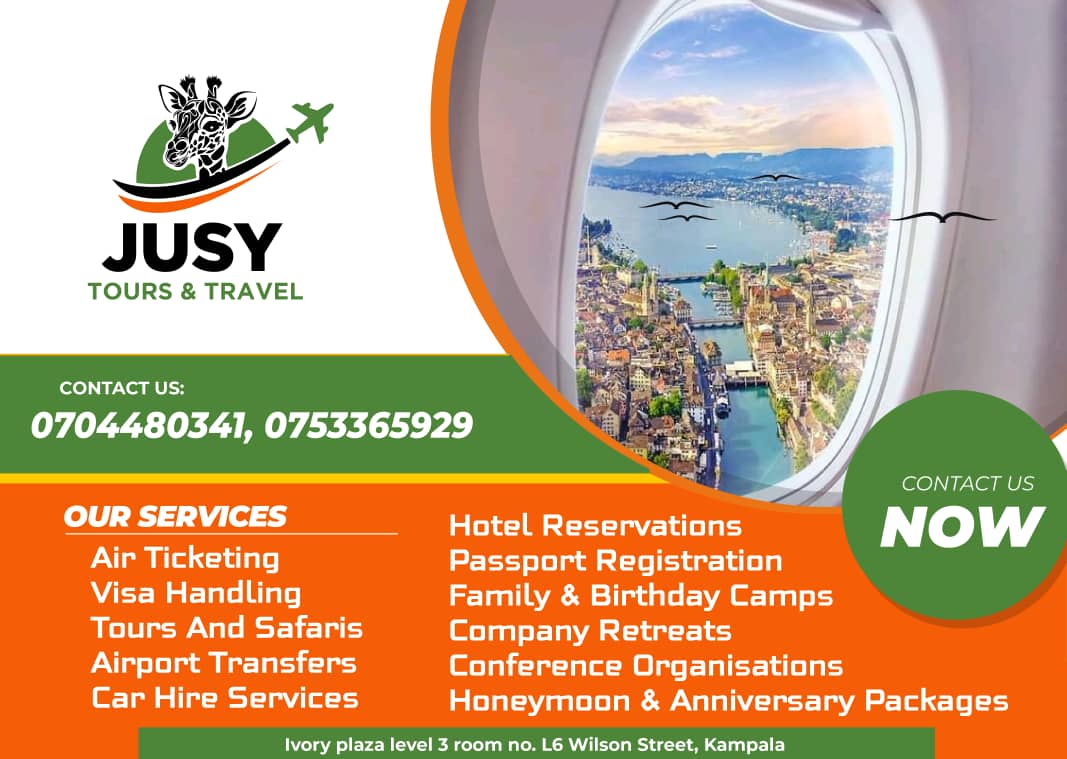 JUSY
TOURS & TRAVEL
CONTACT US:
0704480341, 0753365929
CONTACT US
NOW
OUR SERVICES
Air Ticketing
Visa Handling
Tours And Safaris
Airport Transfers
Car Hire Services
Hotel Reservations
Passport Registration
Family & Birthday Camps
Company Retreats
Conference Organisations
Honeymoon & Anniversary Packages
Ivory plaza level 3 room no. L6 Wilson Street, Kampala